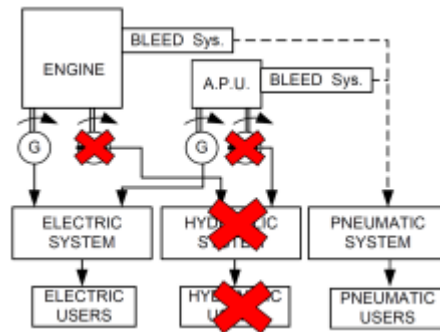 BLEED Sys.
ENGINE
A.P.U.
BLEED Sys.
G
G
ELECTRIC
SYSTEM
PNEUMATIC
SYSTEM
ELECTRIC
USERS
PNEUMATIC
USERS